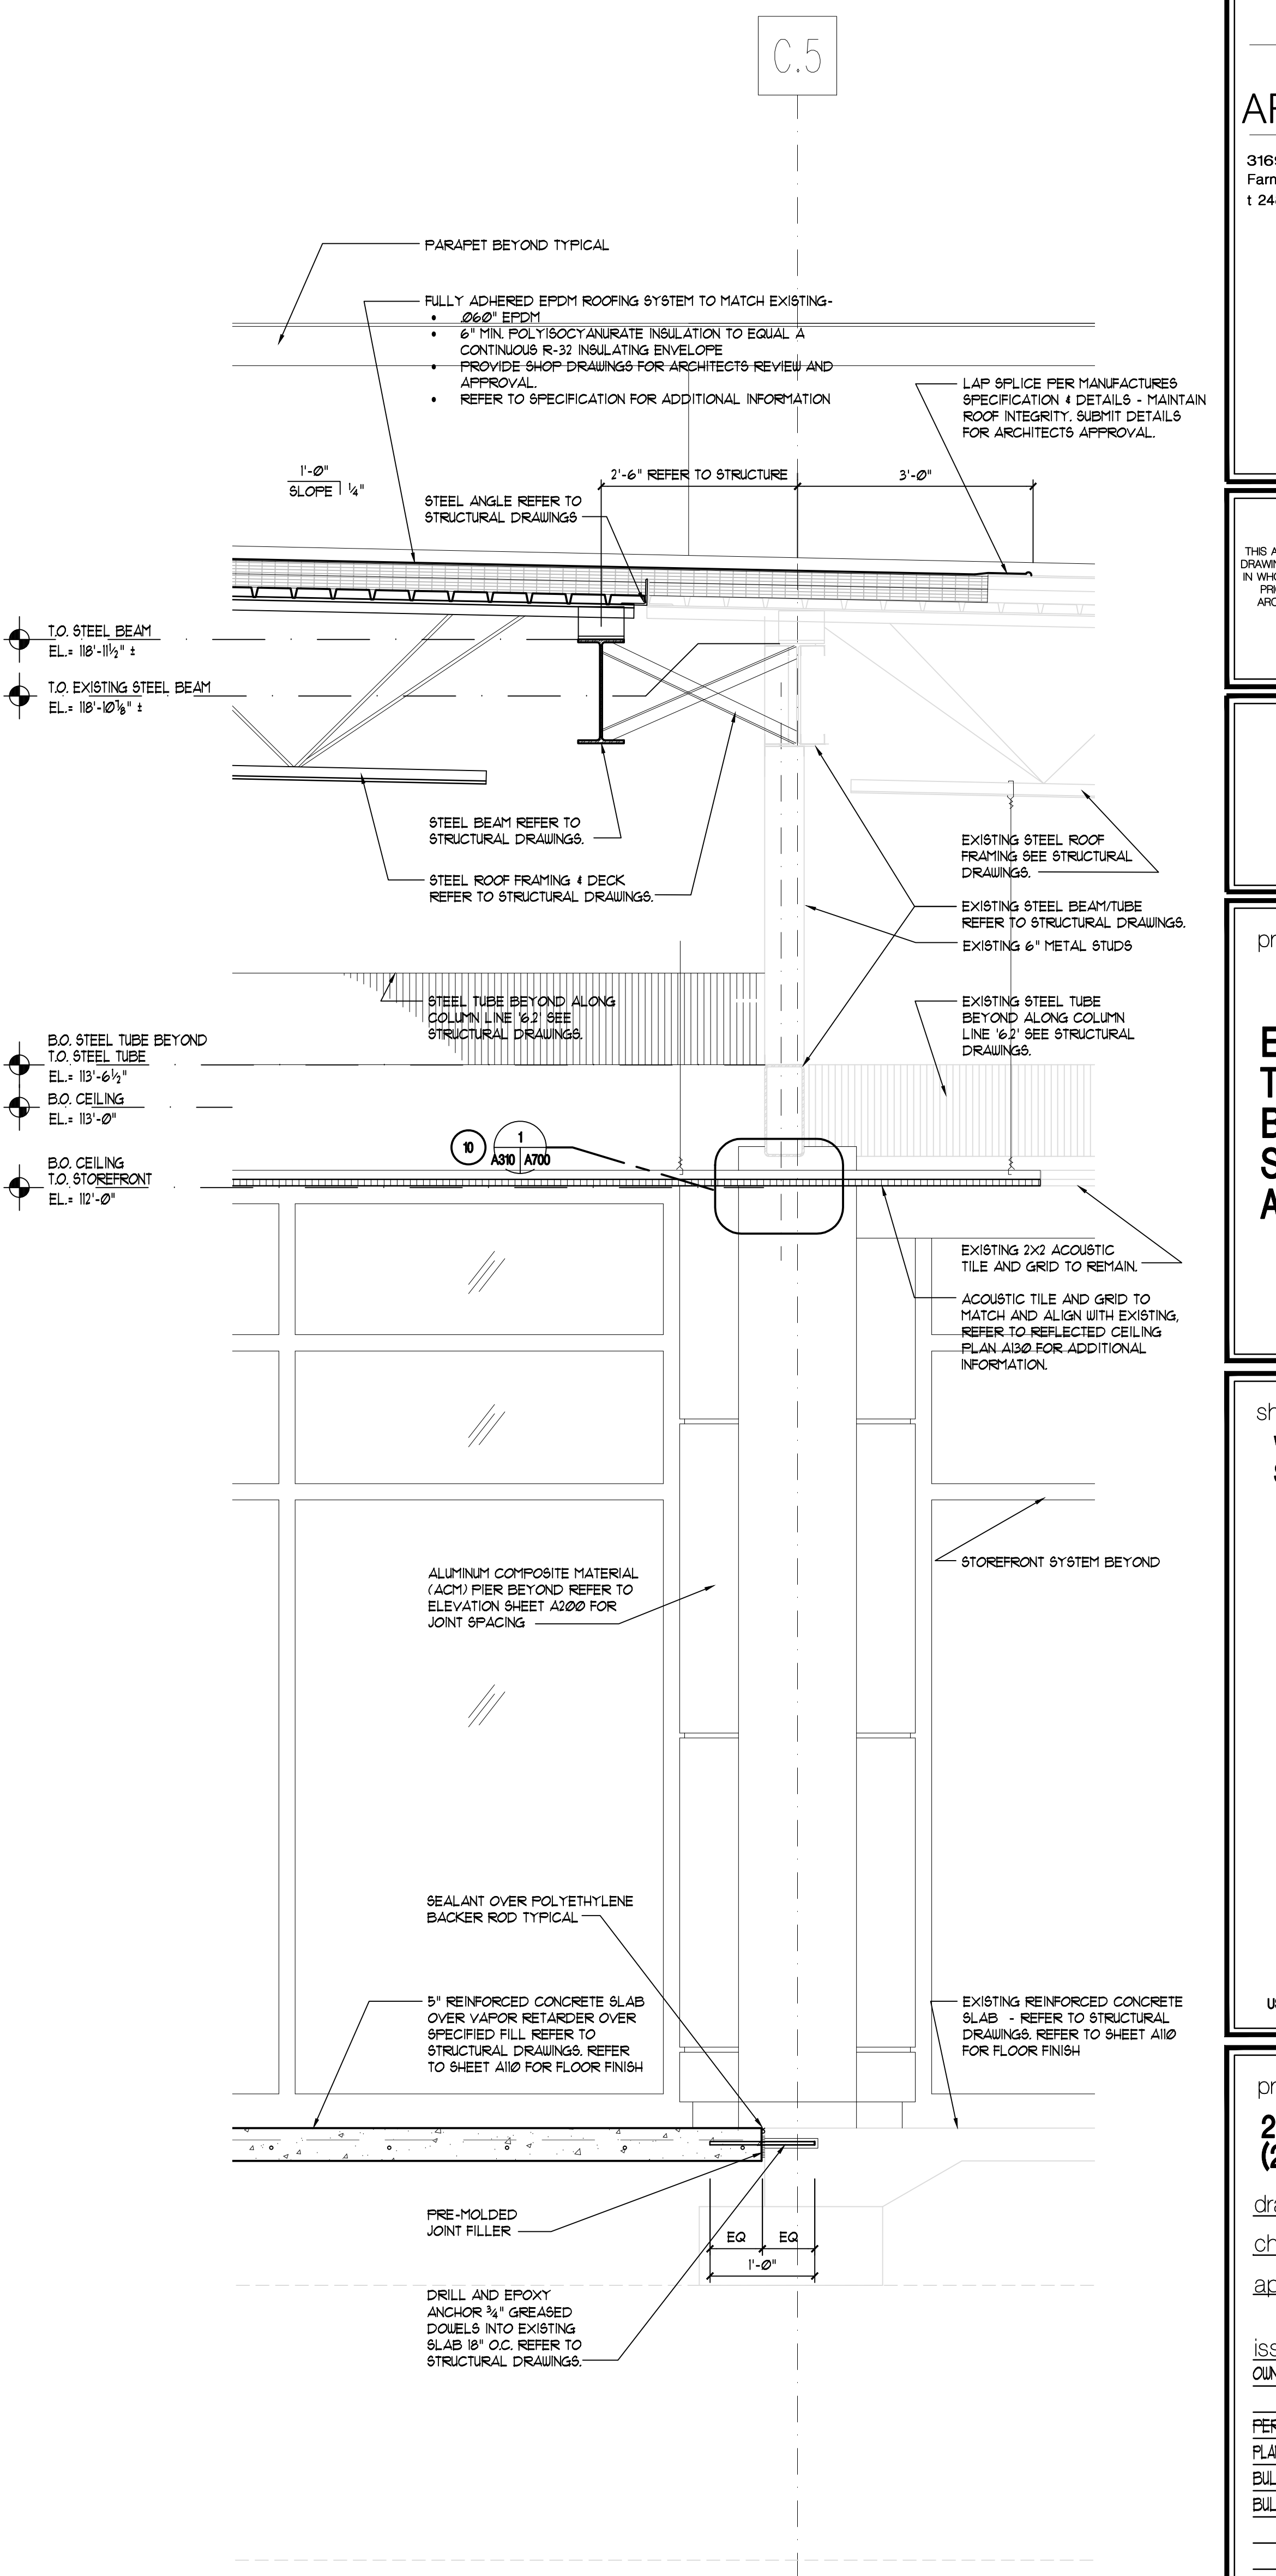 C.5
PARAPET BEYOND TYPICAL
FULLY ADHERED EPDM ROOFING SYSTEM TO MATCH EXISTING-
• .060" EPDM
• 6" MIN. POLYISOCYANURATE INSULATION TO EQUAL A
CONTINUOUS R-32 INSULATING ENVELOPE
• PROVIDE SHOP DRAWINGS FOR ARCHITECTS REVIEW AND
APPROVAL.
• REFER TO SPECIFICATION FOR ADDITIONAL INFORMATION
LAP SPLICE PER MANUFACTURES
SPECIFICATION & DETAILS - MAINTAIN
ROOF INTEGRITY. SUBMIT DETAILS
FOR ARCHITECTS APPROVAL.
1'-0"
SLOPE 1/4"
2'-6" REFER TO STRUCTURE
3'-0"
STEEL ANGLE REFER TO
STRUCTURAL DRAWINGS
T.O. STEEL BEAM
EL.= 118'-11 1/2" ±
T.O. EXISTING STEEL BEAM
EL.= 118'-10 7/8" ±
STEEL BEAM REFER TO
STRUCTURAL DRAWINGS.
STEEL ROOF FRAMING & DECK
REFER TO STRUCTURAL DRAWINGS.
EXISTING STEEL ROOF
FRAMING SEE STRUCTURAL
DRAWINGS.
EXISTING STEEL BEAM/TUBE
REFER TO STRUCTURAL DRAWINGS.
EXISTING 6" METAL STUDS
STEEL TUBE BEYOND ALONG
COLUMN LINE '6.2' SEE
STRUCTURAL DRAWINGS.
EXISTING STEEL TUBE
BEYOND ALONG COLUMN
LINE '6.2' SEE STRUCTURAL
DRAWINGS.
B.O. STEEL TUBE BEYOND
T.O. STEEL TUBE
EL.= 113'-6 1/2"
B.O. CEILING
EL.= 113'-0"
B.O. CEILING
T.O. STOREFRONT
EL.= 112'-0"
10
1
A310 A700
EXISTING 2X2 ACOUSTIC
TILE AND GRID TO REMAIN.
ACOUSTIC TILE AND GRID TO
MATCH AND ALIGN WITH EXISTING,
REFER TO REFLECTED CEILING
PLAN A130 FOR ADDITIONAL
INFORMATION.
STOREFRONT SYSTEM BEYOND
ALUMINUM COMPOSITE MATERIAL
(ACM) PIER BEYOND REFER TO
ELEVATION SHEET A200 FOR
JOINT SPACING
SEALANT OVER POLYETHYLENE
BACKER ROD TYPICAL
5" REINFORCED CONCRETE SLAB
OVER VAPOR RETARDER OVER
SPECIFIED FILL REFER TO
STRUCTURAL DRAWINGS. REFER
TO SHEET A110 FOR FLOOR FINISH
EXISTING REINFORCED CONCRETE
SLAB - REFER TO STRUCTURAL
DRAWINGS. REFER TO SHEET A110
FOR FLOOR FINISH
PRE-MOLDED
JOINT FILLER
EQ EQ
1'-0"
DRILL AND EPOXY
ANCHOR 3/4" GREASED
DOWELS INTO EXISTING
SLAB 18" O.C. REFER TO
STRUCTURAL DRAWINGS.
t 24
THIS A
IN WH